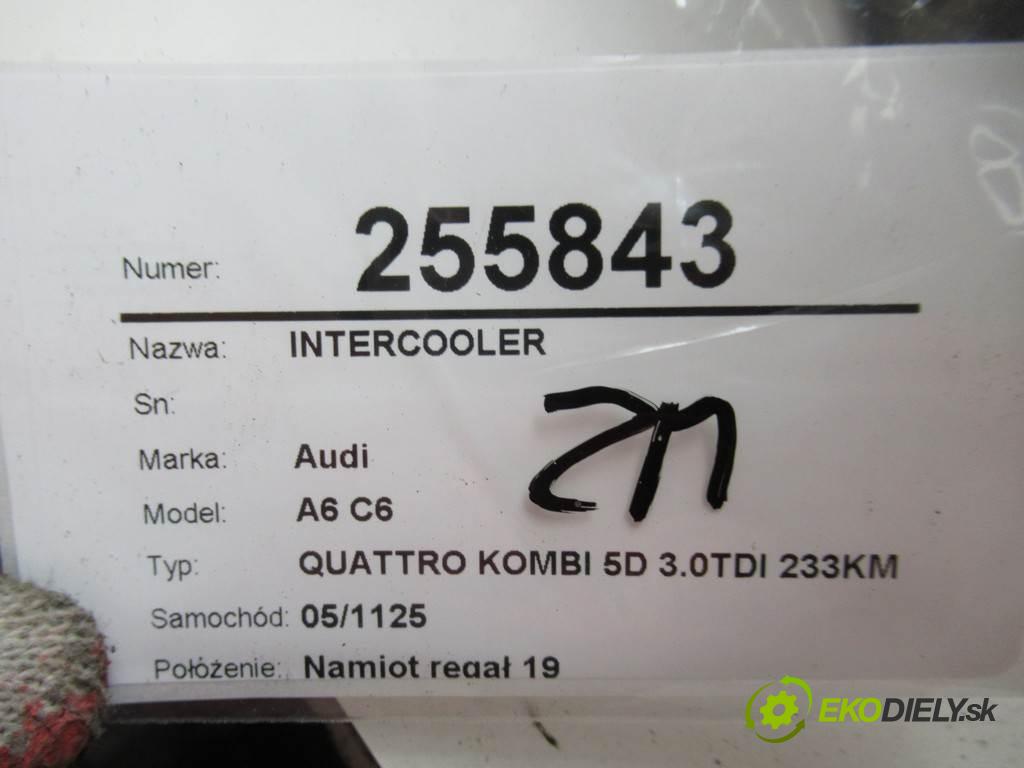 Numer: 255843
Nazwa: INTERCOOLER
Sn:
Marka: Audi
Model: A6 C6
Typ: QUATTRO KOMBI 5D 3.0TDI 233KM
Samochód: 05/1125
Położenie: Namiot regał 19
EKODIELY.sk